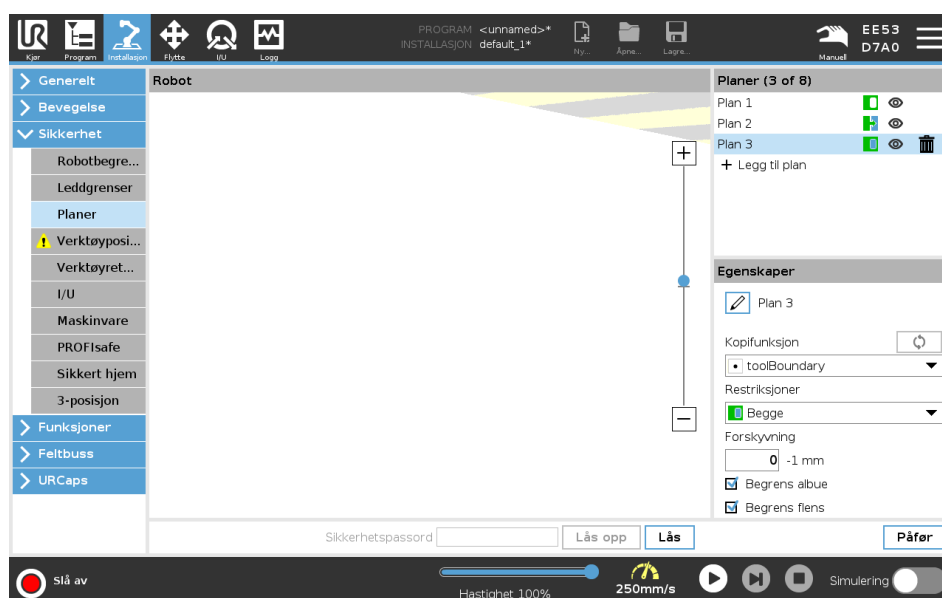 PROGRAM <unnamed>*
INSTALLASJON default_1*
UR
Kjør
Program
Installasjon
Flytte
I/U
Logg
Ny...
Åpne...
Lagre...
Manuell
EE53
D7A0
Generelt
Bevegelse
Sikkerhet
Robotbegre...
Leddgrenser
Planer
Verktøyposi...
Verktøyret...
I/U
Maskinvare
PROFIsafe
Sikkert hjem
3-posisjon
Funksjoner
Feltbuss
URCaps
Robot
Planer (3 of 8)
Plan 1
Plan 2
Plan 3
+ Legg til plan
Egenskaper
Plan 3
Kopifunksjon
toolBoundary
Restriksjoner
Begge
Forskyvning
0 -1 mm
Begrens albue
Begrens flens
Sikkerhetspassord
Lås opp
Lås
Påfør
Slå av
Hastighet 100%
250mm/s
Simulering